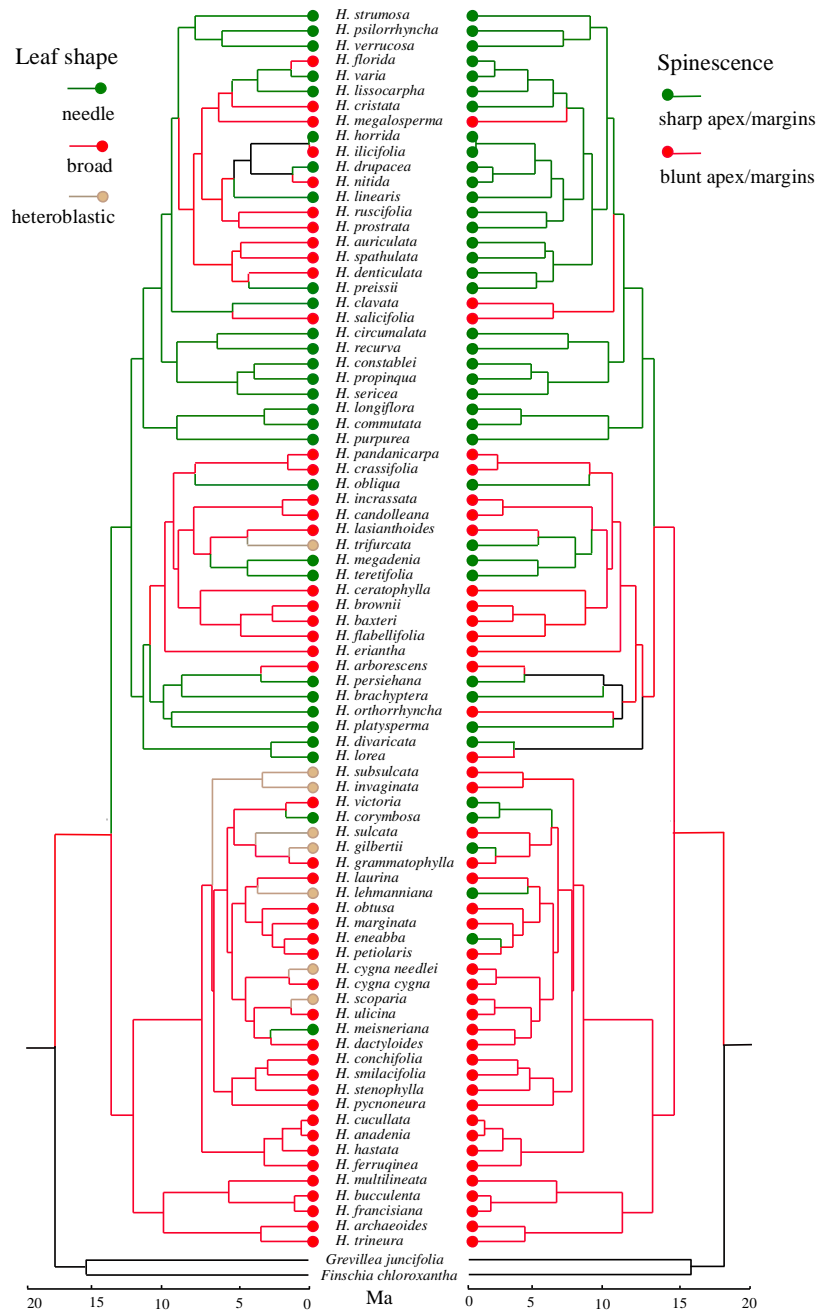 Leaf shape
needle
broad
heteroblastic
Spinescence
sharp apex/margins
blunt apex/margins
H. strumosa
H. psilorrhyncha
H. verrucosa
H. florida
H. varia
H. lissocarpha
H. cristata
H. megalosperma
H. horrida
H. ilicifolia
H. drupacea
H. nitida
H. linearis
H. ruscifolia
H. prostrata
H. auriculata
H. spathulata
H. denticulata
H. preissii
H. clavata
H. salicifolia
H. circumalata
H. recurva
H. constablei
H. propinqua
H. sericea
H. longiflora
H. commutata
H. purpurea
H. pandanicarpa
H. crassifolia
H. obliqua
H. incrassata
H. candolleana
H. lasianthoides
H. trifurcata
H. megadenia
H. teretifolia
H. ceratophylla
H. brownii
H. baxteri
H. flabellifolia
H. eriantha
H. arborescens
H. persiehana
H. brachyptera
H. orthorrhyncha
H. platysperma
H. divaricata
H. lorea
H. subsulcata
H. invaginata
H. victoria
H. corymbosa
H. sulcata
H. gilbertii
H. grammatophylla
H. laurina
H. lehmanniana
H. obtusa
H. marginata
H. eneabba
H. petiolaris
H. cygna needlei
H. cygna cygna
H. scoparia
H. ulicina
H. meisneriana
H. dactyloides
H. conchifolia
H. smilacifolia
H. stenophylla
H. pycnoneura
H. cucullata
H. anadenia
H. hastata
H. ferruqinea
H. multilineata
H. bucculenta
H. francisiana
H. archaeoides
H. trineura
Grevillea juncifolia
Finschia chloroxantha
20 15 10 5 0 Ma 0 5 10 15 20